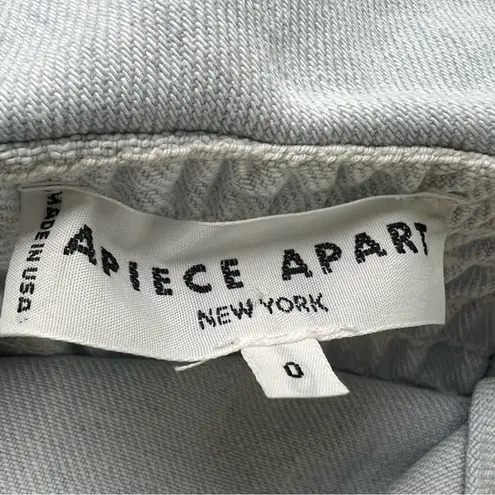 MADE IN USA
APIECE APART
NEW YORK
0